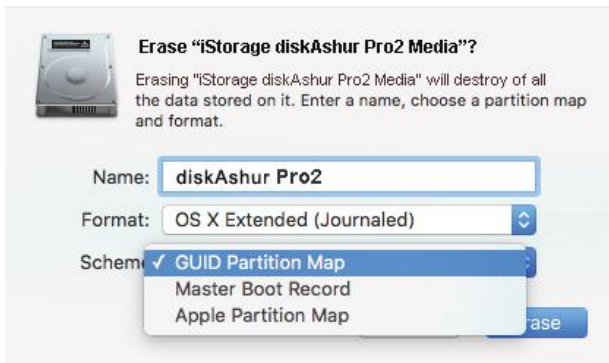 Erase “iStorage diskAshur Pro2 Media”?
Erasing "iStorage diskAshur Pro2 Media" will destroy of all
the data stored on it. Enter a name, choose a partition map
and format.
Name: diskAshur Pro2
Format: OS X Extended (Journaled)
Scheme ✓ GUID Partition Map
Master Boot Record
Apple Partition Map